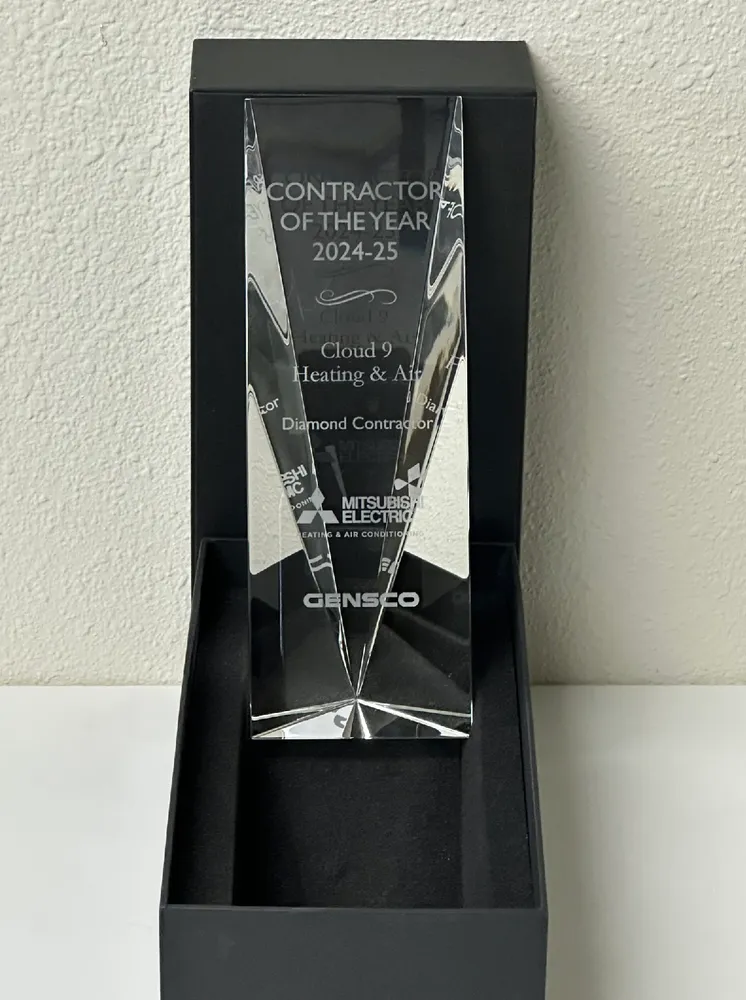 CONTRACTOR
OF THE YEAR
2024-25
Cloud 9
Heating & Air
Diamond Contractor
MITSUBISHI
ELECTRIC
HEATING & AIR CONDITIONING
GENSCO